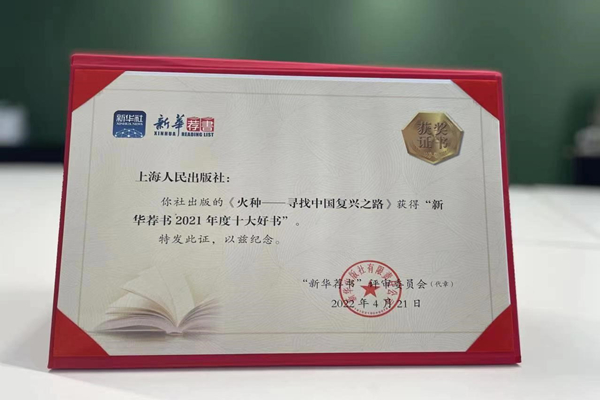 新华社
XINHUA NEWS
新華荐書
XINHUA READING LIST
获奖
证书
上海人民出版社：
你社出版的《火种——寻找中国复兴之路》获得“新
华荐书2021年度十大好书”。
特发此证，以兹纪念。
“新华荐书”评审委员会（代章）
2022年4月21日